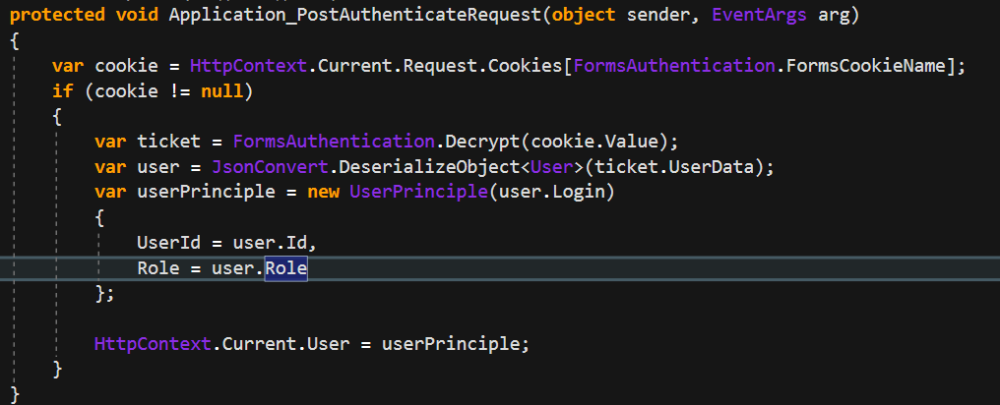 protected void Application_PostAuthenticateRequest(object sender, EventArgs arg)
{
    var cookie = HttpContext.Current.Request.Cookies[FormsAuthentication.FormsCookieName];
    if (cookie != null)
    {
        var ticket = FormsAuthentication.Decrypt(cookie.Value);
        var user = JsonConvert.DeserializeObject<User>(ticket.UserData);
        var userPrinciple = new UserPrinciple(user.Login)
        {
            UserId = user.Id,
            Role = user.Role
        };

        HttpContext.Current.User = userPrinciple;
    }
}